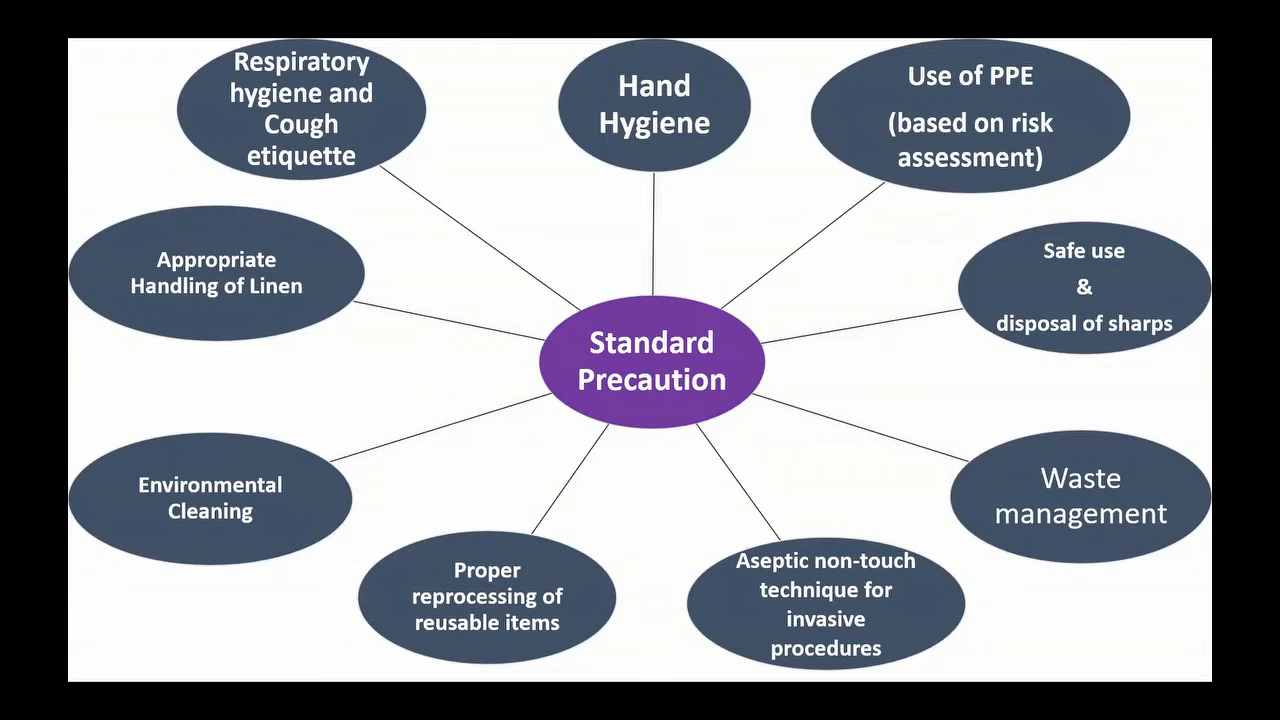 Respiratory
hygiene and
Cough
etiquette
Hand
Hygiene
Use of PPE
(based on risk
assessment)
Appropriate
Handling of Linen
Safe use
&
disposal of sharps
Standard
Precaution
Environmental
Cleaning
Waste
management
Proper
reprocessing of
reusable items
Aseptic non-touch
technique for
invasive
procedures